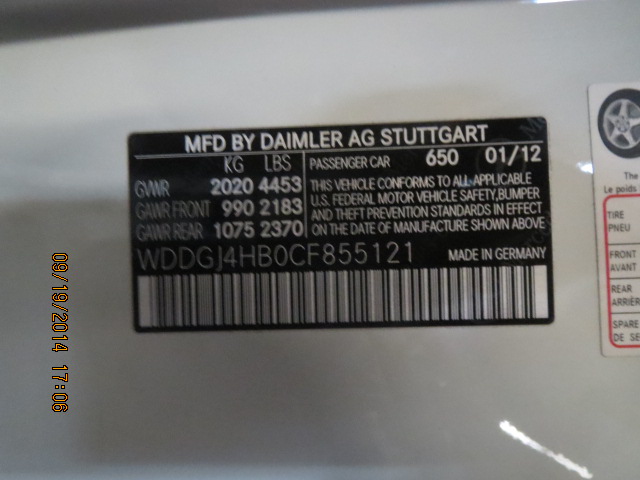 MFD BY DAIMLER AG STUTTGART
KG LBS
GVWR 2020 4453
GAWR FRONT 990 2183
GAWR REAR 1075 2370
PASSENGER CAR 650 01/12
THIS VEHICLE CONFORMS TO ALL APPLICABLE
U.S. FEDERAL MOTOR VEHICLE SAFETY, BUMPER
AND THEFT PREVENTION STANDARDS IN EFFECT
ON THE DATE OF MANUFACTURE SHOWN ABOVE
WDDGJ4HB0CF855121 MADE IN GERMANY
The
Le poids
TIRE
PNEU
FRONT
AVANT
REAR
SPARE
09/19/2014 17:06